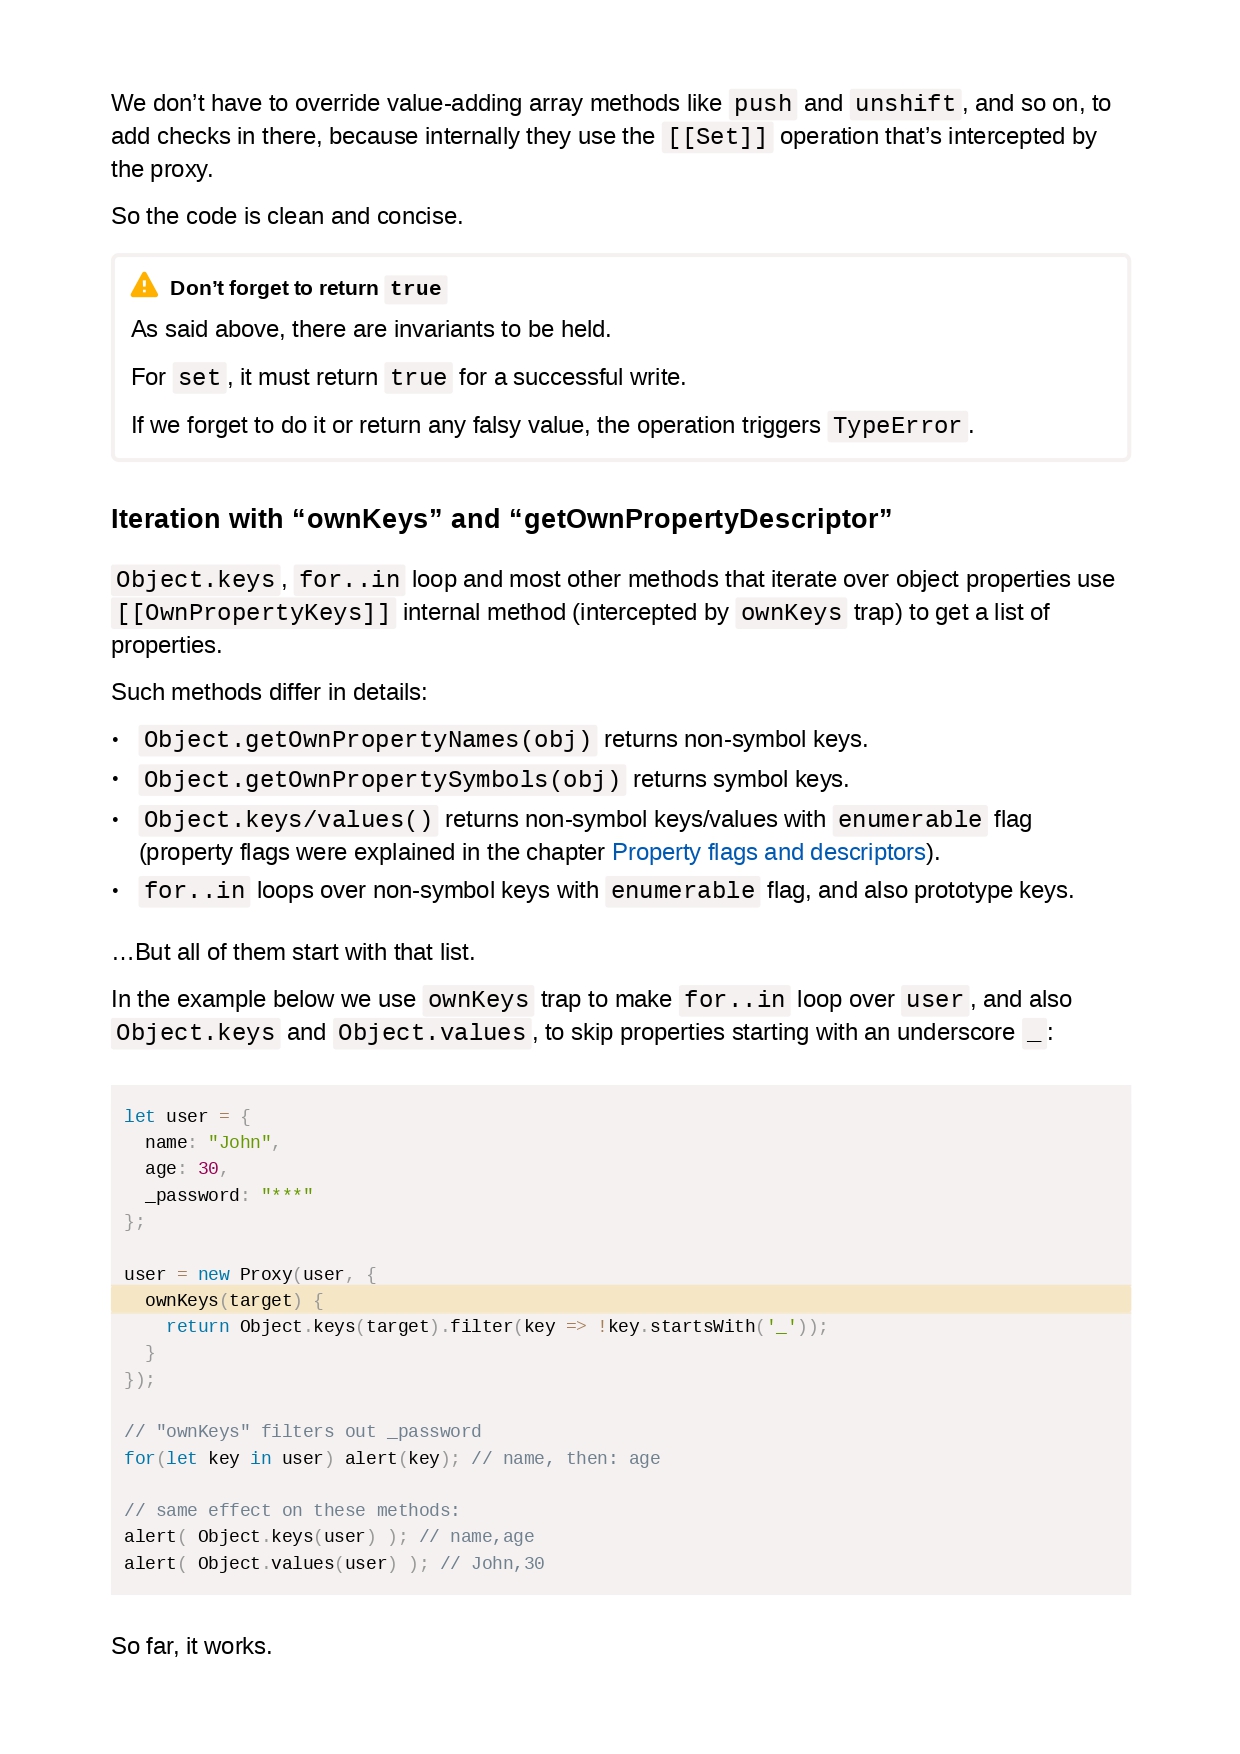 We don’t have to override value-adding array methods like push and unshift, and so on, to
add checks in there, because internally they use the [[Set]] operation that’s intercepted by
the proxy.
So the code is clean and concise.
Don’t forget to return true
As said above, there are invariants to be held.
For set, it must return true for a successful write.
If we forget to do it or return any falsy value, the operation triggers TypeError.
Iteration with “ownKeys” and “getOwnPropertyDescriptor”
Object.keys, for..in loop and most other methods that iterate over object properties use
[[OwnPropertyKeys]] internal method (intercepted by ownKeys trap) to get a list of
properties.
Such methods differ in details:
• Object.getOwnPropertyNames(obj) returns non-symbol keys.
• Object.getOwnPropertySymbols(obj) returns symbol keys.
• Object.keys/values() returns non-symbol keys/values with enumerable flag
(property flags were explained in the chapter Property flags and descriptors).
• for..in loops over non-symbol keys with enumerable flag, and also prototype keys.
…But all of them start with that list.
In the example below we use ownKeys trap to make for..in loop over user, and also
Object.keys and Object.values, to skip properties starting with an underscore _:
let user = {
  name: "John",
  age: 30,
  _password: "***"
};
user = new Proxy(user, {
  ownKeys(target) {
    return Object.keys(target).filter(key => !key.startsWith('_'));
  }
});
// "ownKeys" filters out _password
for(let key in user) alert(key); // name, then: age
// same effect on these methods:
alert( Object.keys(user) ); // name,age
alert( Object.values(user) ); // John,30
So far, it works.